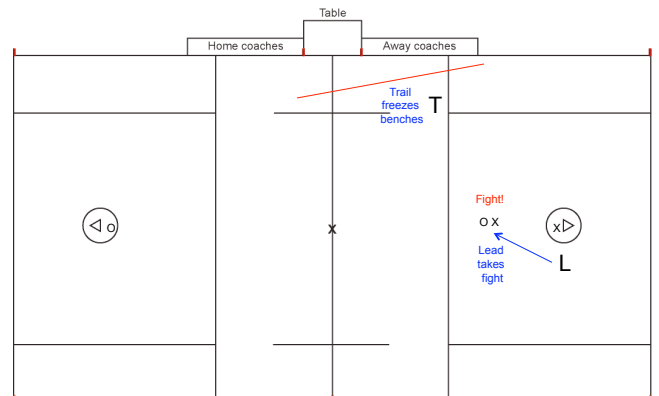 Table
Home coaches
Away coaches
Trail
freezes
benches
T
Fight!
O X
O
X
X
Lead
takes
fight
L